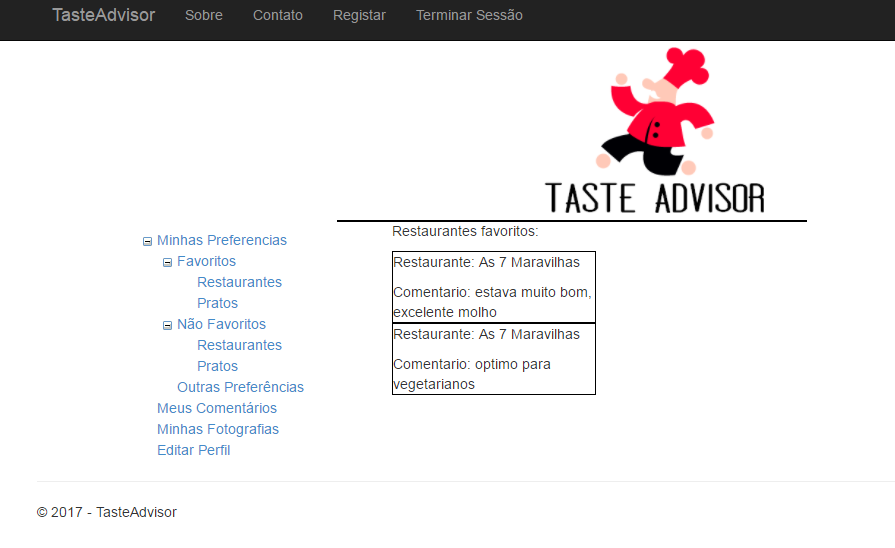 TasteAdvisor Sobre Contato Registar Terminar Sessão
TASTE ADVISOR
Minhas Preferencias
Favoritos
Restaurantes
Pratos
Não Favoritos
Restaurantes
Pratos
Outras Preferências
Meus Comentários
Minhas Fotografias
Editar Perfil
Restaurantes favoritos:
Restaurante: As 7 Maravilhas
Comentario: estava muito bom,
excelente molho
Restaurante: As 7 Maravilhas
Comentario: optimo para
vegetarianos
© 2017 - TasteAdvisor